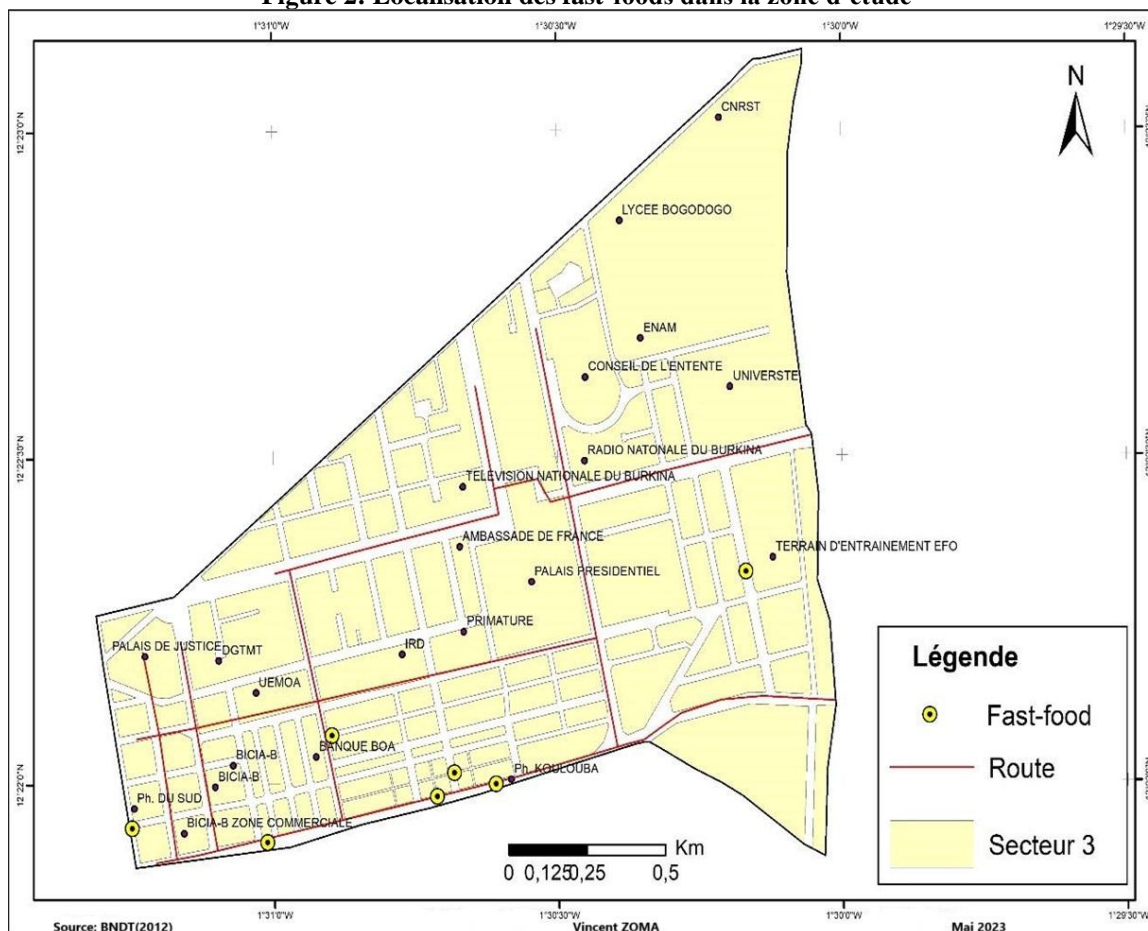 Figure 2: Localisation des fast-foods dans la zone d'étude
1°31'0"W 1°30'30"W 1°30'0"W 1°29'30"W
N
CNRST
12°23'0"N
LYCEE BOGODOGO
ENAM
CONSEIL DE L'ENTENTE
UNIVERSTE
12°22'30"N
RADIO NATONALE DU BURKINA
TELEVISION NATIONALE DU BURKINA
AMBASSADE DE FRANCE
TERRAIN D'ENTRAINEMENT EFO
PALAIS PRESIDENTIEL
PRIMATURE
PALAIS DE JUSTICE
DGTMT
IRD
UEMOA
BANQUE BOA
BICIA-B
BICIA-B
Ph. KOULOUBA
12°22'0"N
Ph. DU SUD
BICIA-B ZONE COMMERCIALE
Légende
Fast-food
Route
Secteur 3
Km
0 0,125 0,25 0,5
1°31'0"W 1°30'30"W 1°30'0"W 1°29'30"W
Source: BNDT(2012) Vincent ZOMA Mai 2023